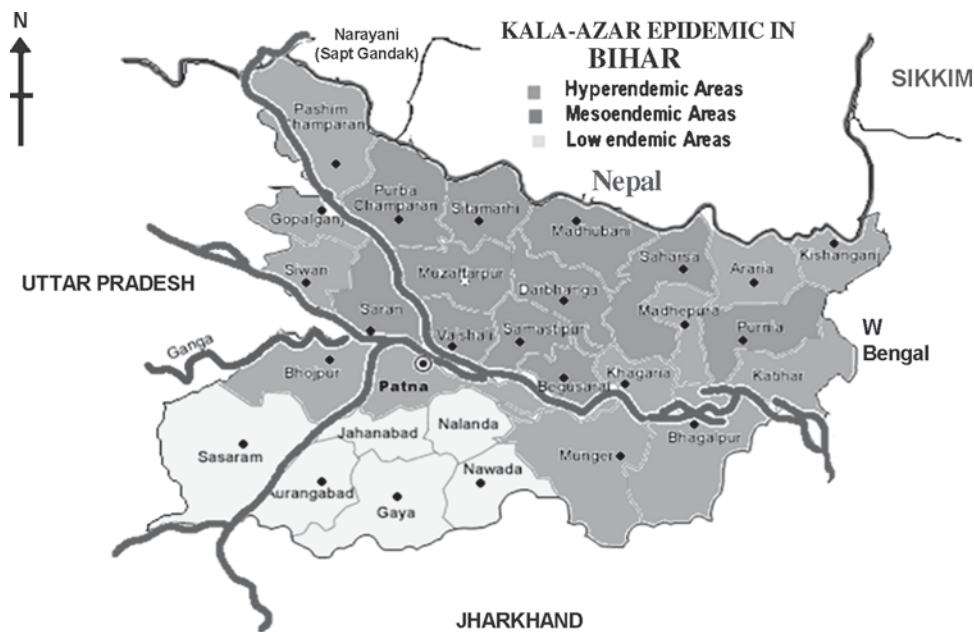 N
Narayani
(Sapt Gandak)
KALA-AZAR EPIDEMIC IN
BIHAR
Hyperendemic Areas
Mesoendemic Areas
Low endemic Areas
SIKKIM
Nepal
Pashim
Champaran
Purba
Champaran
Sitamarhi
Gopalganj
Madhubani
Saharsa
Araria
Kishanganj
Siwan
Muzaffarpur
Darbhanga
UTTAR PRADESH
Saran
Madhepura
Purnia
Vaishali
Samastipur
W
Bengal
Ganga
Bhojpur
Patna
Begusarai
Khagaria
Katihar
Jahanabad
Nalanda
Bhagalpur
Sasaram
Munger
Nawada
urangabad
Gaya
JHARKHAND